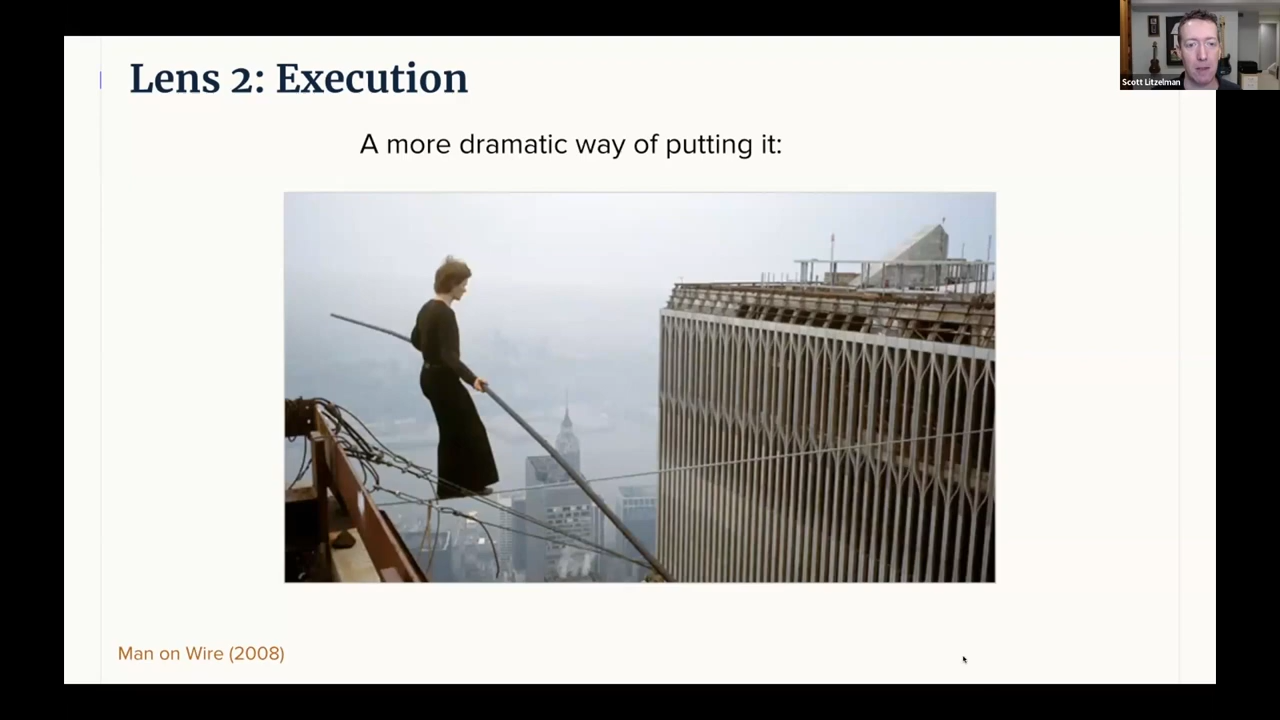 Lens 2: Execution
A more dramatic way of putting it:
Man on Wire (2008)
Scott Litzelman